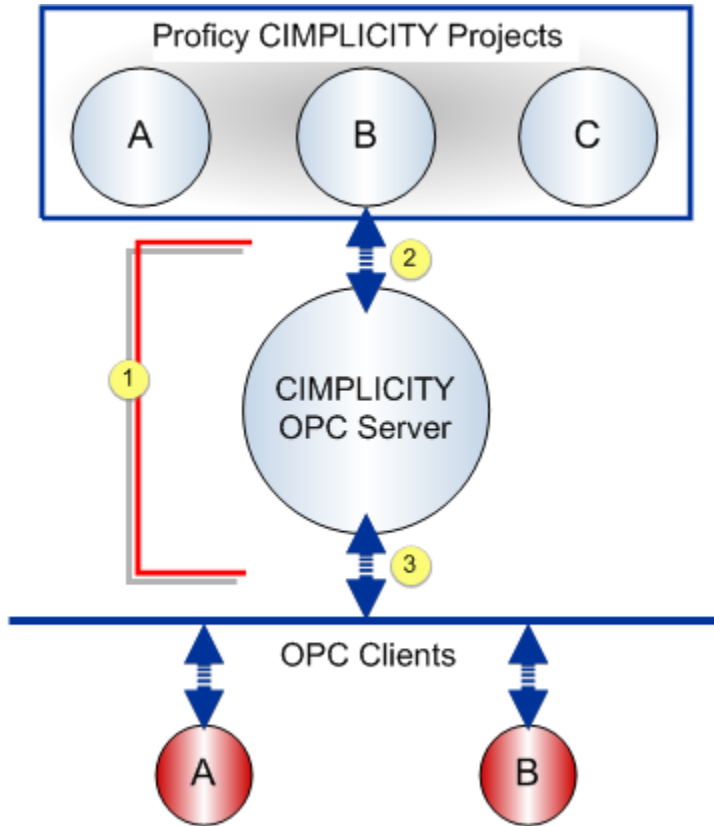 Proficy CIMPLICITY Projects
A B C
2
1
CIMPLICITY
OPC Server
3
OPC Clients
A B